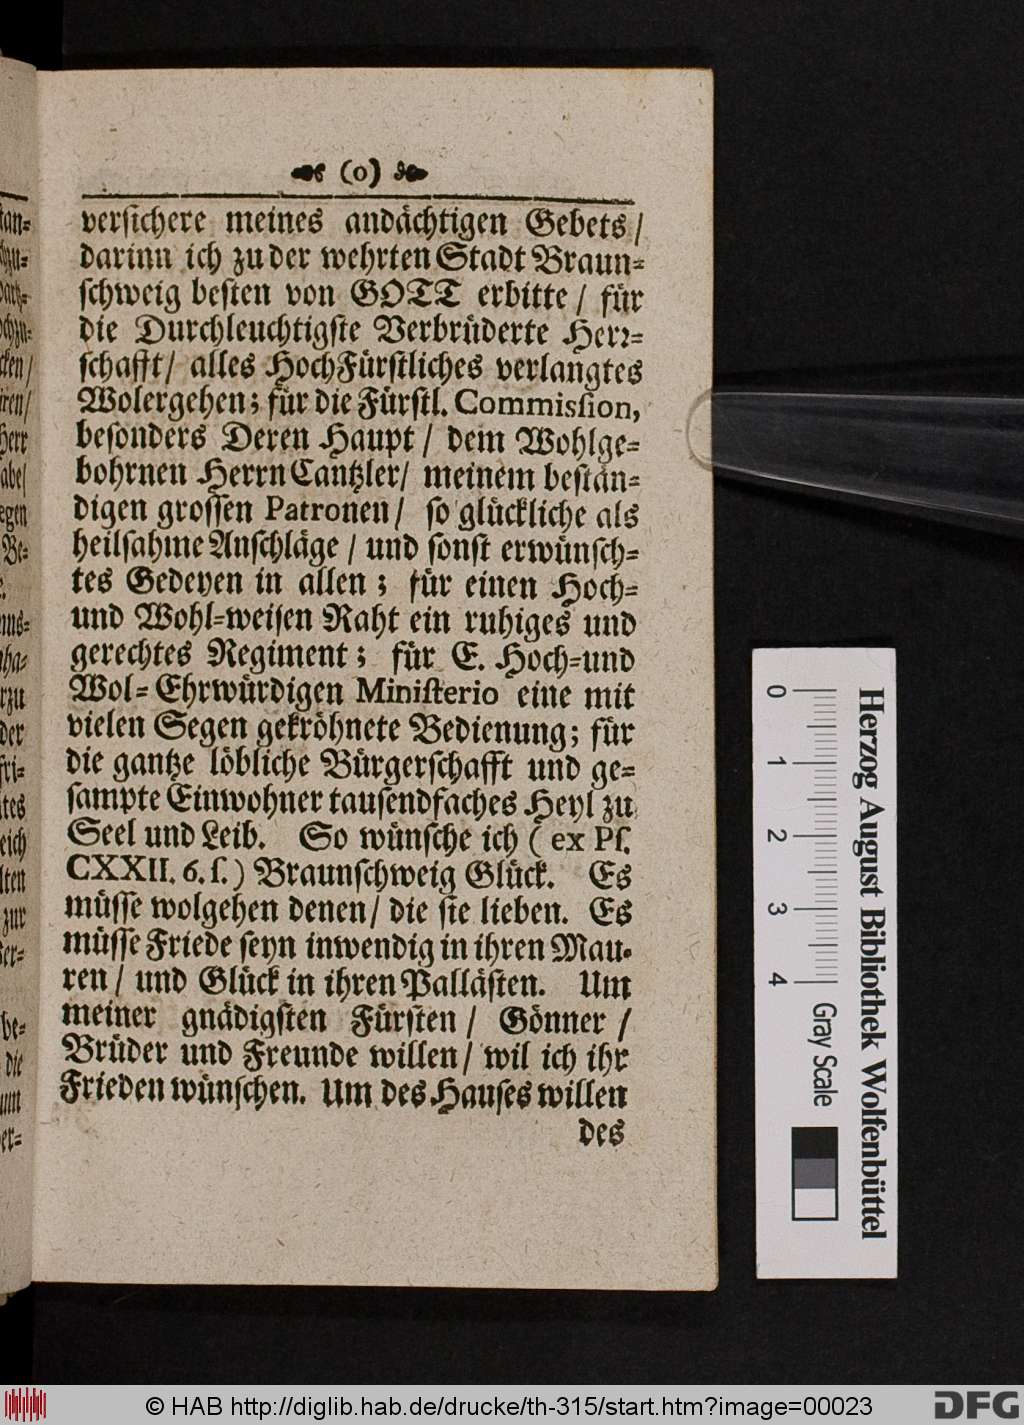 (o)
versichere meines andächtigen Gebets /
darinn ich zu der wehrten Stadt Braun-
schweig besten von GOTT erbitte / für
die Durchleuchtigste Verbrüderte Herr-
schafft / alles HochFürstliches verlangtes
Wolergehen; für die Fürstl. Commission,
besonders Deren Haupt / dem Wohlge-
bohrnen Herrn Cantzler / meinem bestän-
digen grossen Patronen / so glückliche als
heilsahme Anschläge / und sonst erwünsch-
tes Gedeyen in allen; für einen Hoch-
und Wohl-weisen Raht ein ruhiges und
gerechtes Regiment; für E. Hoch-und
Wol-Ehrwürdigen Ministerio eine mit
vielen Segen gekröhnete Bedienung; für
die gantze löbliche Bürgerschafft und ge-
sampte Einwohner tausendfaches Heyl zu
Seel und Leib. So wünsche ich ( ex Ps.
CXXII. 6. s.) Braunschweig Glück. Es
müsse wolgehen denen / die sie lieben. Es
müsse Friede seyn inwendig in ihren Mau-
ren / und Glück in ihren Pallästen. Um
meiner gnädigsten Fürsten / Gönner /
Brüder und Freunde willen / wil ich ihr
Frieden wünschen. Um des Hauses willen
des
Herzog August Bibliothek Wolfenbüttel
0 1 2 3 4 Gray Scale
© HAB http://diglib.hab.de/drucke/th-315/start.htm?image=00023
DFG